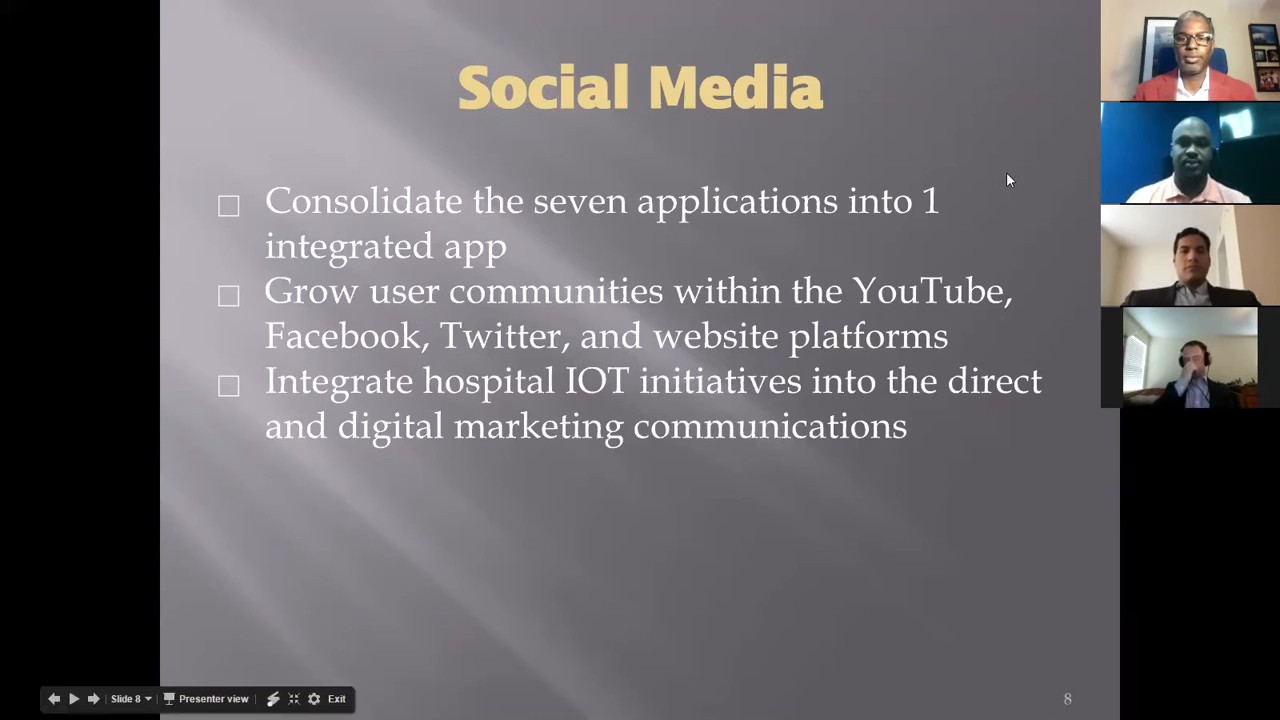 Social Media
Consolidate the seven applications into 1
integrated app
Grow user communities within the YouTube,
Facebook, Twitter, and website platforms
Integrate hospital IOT initiatives into the direct
and digital marketing communications
Slide 8
Presenter view
Exit
8